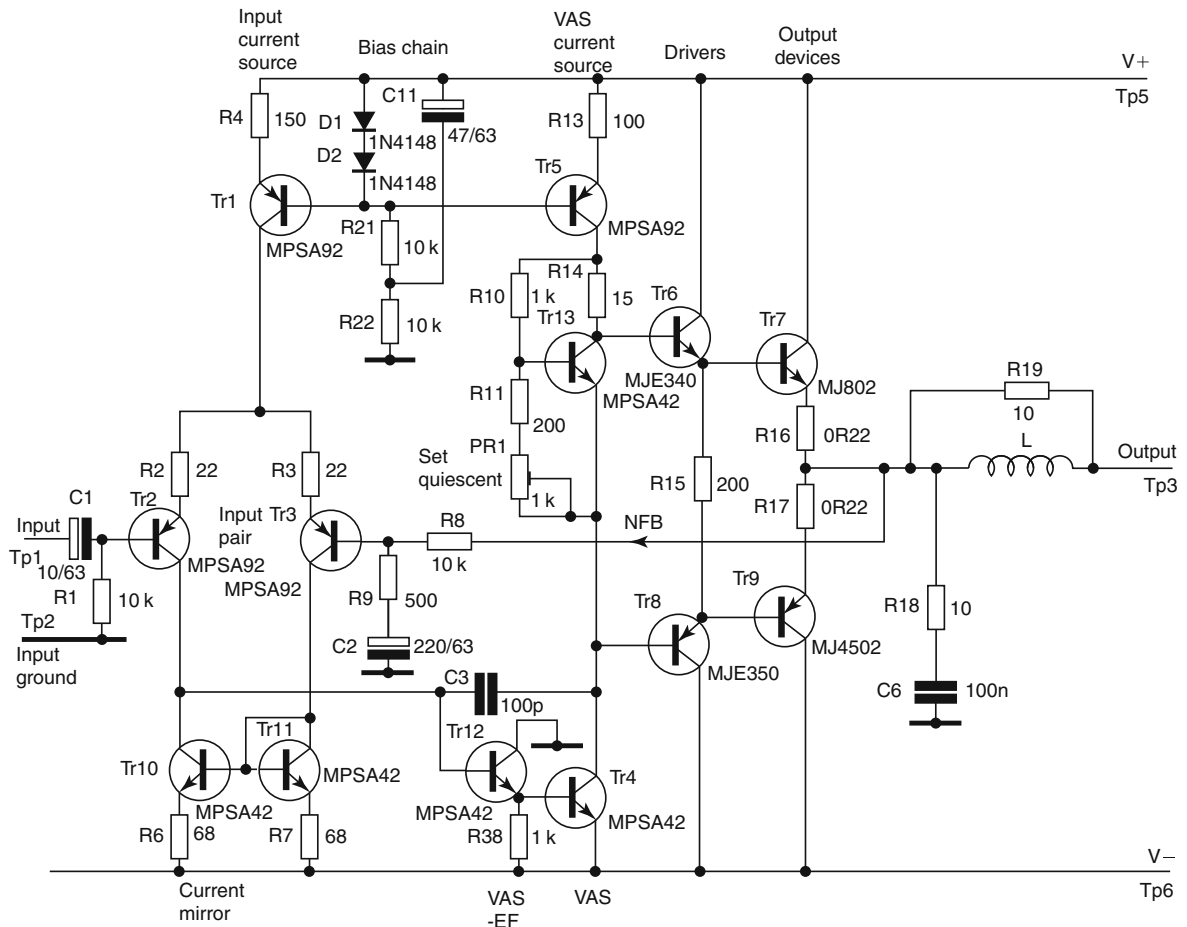 Input
current
source
Bias chain
VAS
current
source
Drivers
Output
devices
V+
Tp5
R4
150
D1
1N4148
D2
1N4148
C11
47/63
R13
100
Tr5
Tr1
MPSA92
R21
10 k
MPSA92
R14
15
R10
1 k
R22
10 k
Tr13
Tr6
Tr7
MJE340
MPSA42
MJ802
R11
200
R19
10
L
R16
0R22
PR1
1 k
Set
quiescent
R15
200
R17
0R22
Output
Tp3
R2
22
R3
22
C1
Tr2
Input
pair
Tr3
R8
10 k
NFB
Input
Tp1
10/63
MPSA92
MPSA92
R1
10 k
R9
500
Tr8
Tr9
R18
10
Tp2
Input
ground
C2
220/63
MJE350
MJ4502
C3
100p
C6
100n
Tr12
Tr11
Tr10
MPSA42
MPSA42
MPSA42
Tr4
MPSA42
R6
68
R7
68
R38
1 k
V−
Tp6
Current
mirror
VAS
-EF
VAS